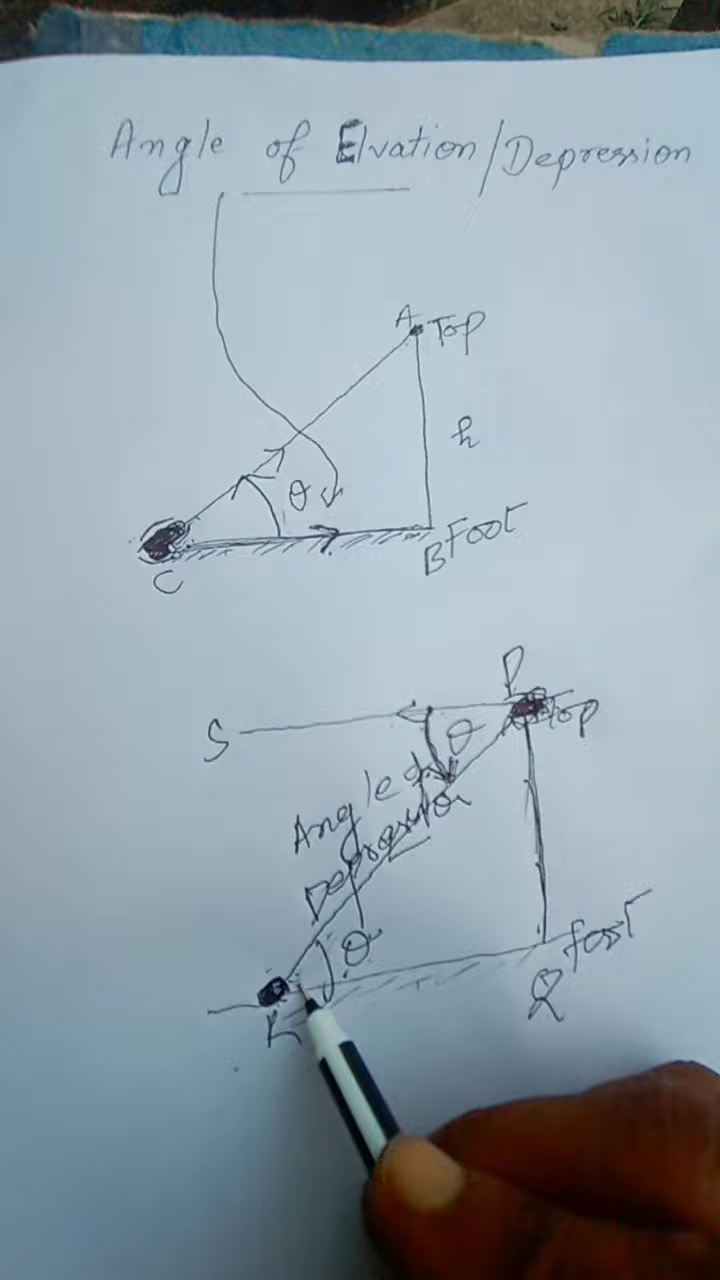 Angle of Elvation/Depression
A Top
h
θ
B Foot
C
P
S
θ Top
Angle of
Depression
θ
foot
Q
R